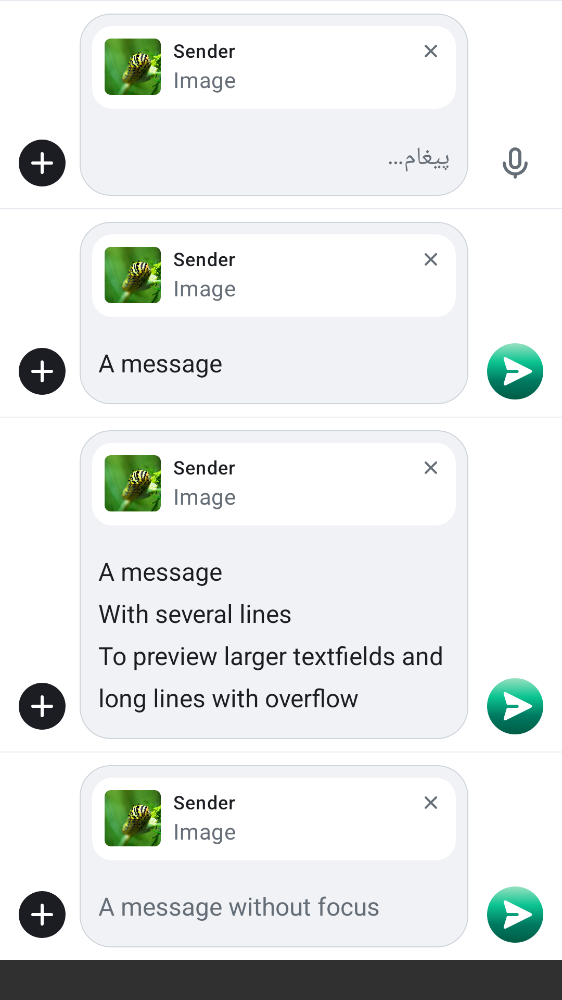 Sender
Image
پیغام...
Sender
Image
A message
Sender
Image
A message
With several lines
To preview larger textfields and
long lines with overflow
Sender
Image
A message without focus